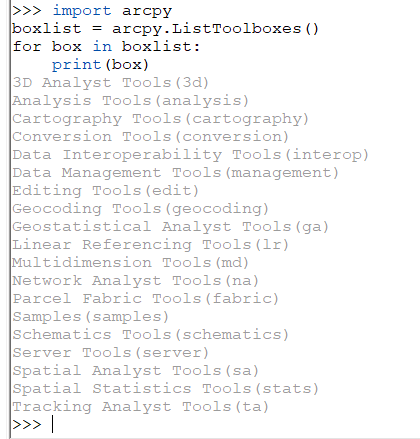 >>> import arcpy
boxlist = arcpy.ListToolboxes()
for box in boxlist:
    print(box)
3D Analyst Tools(3d)
Analysis Tools(analysis)
Cartography Tools(cartography)
Conversion Tools(conversion)
Data Interoperability Tools(interop)
Data Management Tools(management)
Editing Tools(edit)
Geocoding Tools(geocoding)
Geostatistical Analyst Tools(ga)
Linear Referencing Tools(lr)
Multidimension Tools(md)
Network Analyst Tools(na)
Parcel Fabric Tools(fabric)
Samples(samples)
Schematics Tools(schematics)
Server Tools(server)
Spatial Analyst Tools(sa)
Spatial Statistics Tools(stats)
Tracking Analyst Tools(ta)
>>>